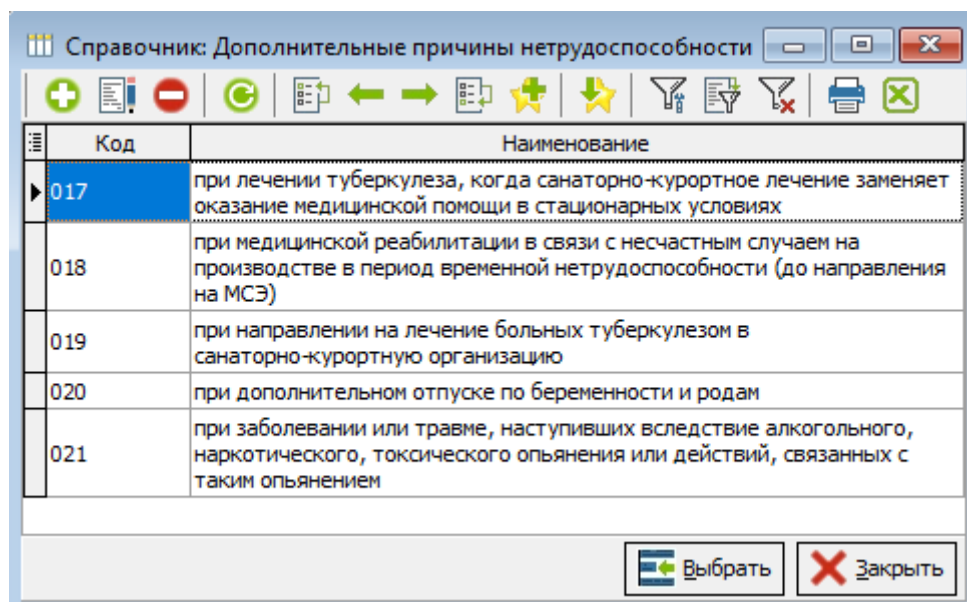 Справочник: Дополнительные причины нетрудоспособности
Код Наименование
017 при лечении туберкулеза, когда санаторно-курортное лечение заменяет
оказание медицинской помощи в стационарных условиях
018 при медицинской реабилитации в связи с несчастным случаем на
производстве в период временной нетрудоспособности (до направления
на МСЭ)
019 при направлении на лечение больных туберкулезом в
санаторно-курортную организацию
020 при дополнительном отпуске по беременности и родам
021 при заболевании или травме, наступивших вследствие алкогольного,
наркотического, токсического опьянения или действий, связанных с
таким опьянением
Выбрать Закрыть